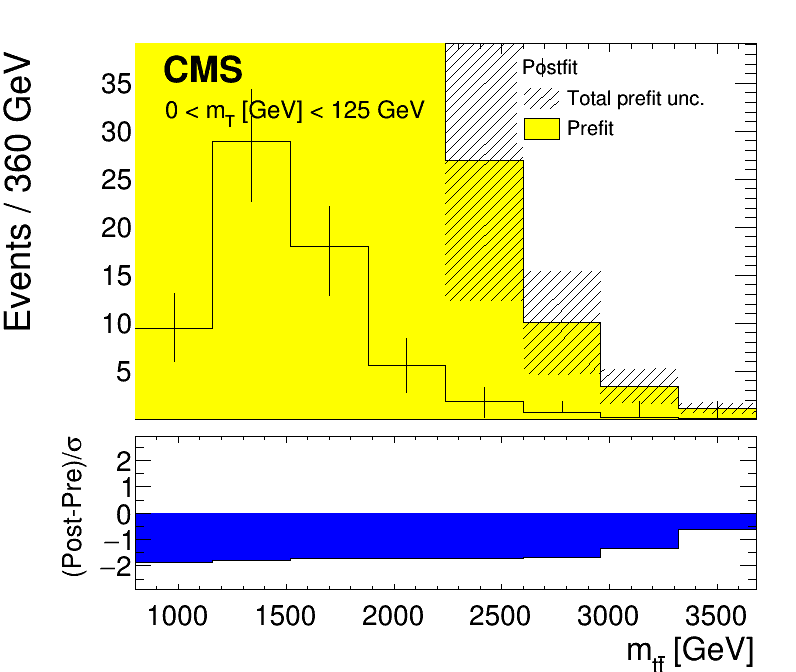 CMS
0 < m_T [GeV] < 125 GeV
Postfit
Total prefit unc.
Prefit
Events / 360 GeV
35
30
25
20
15
10
5
(Post-Pre)/σ
2
1
0
−1
−2
1000 1500 2000 2500 3000 3500
m_tt̄ [GeV]